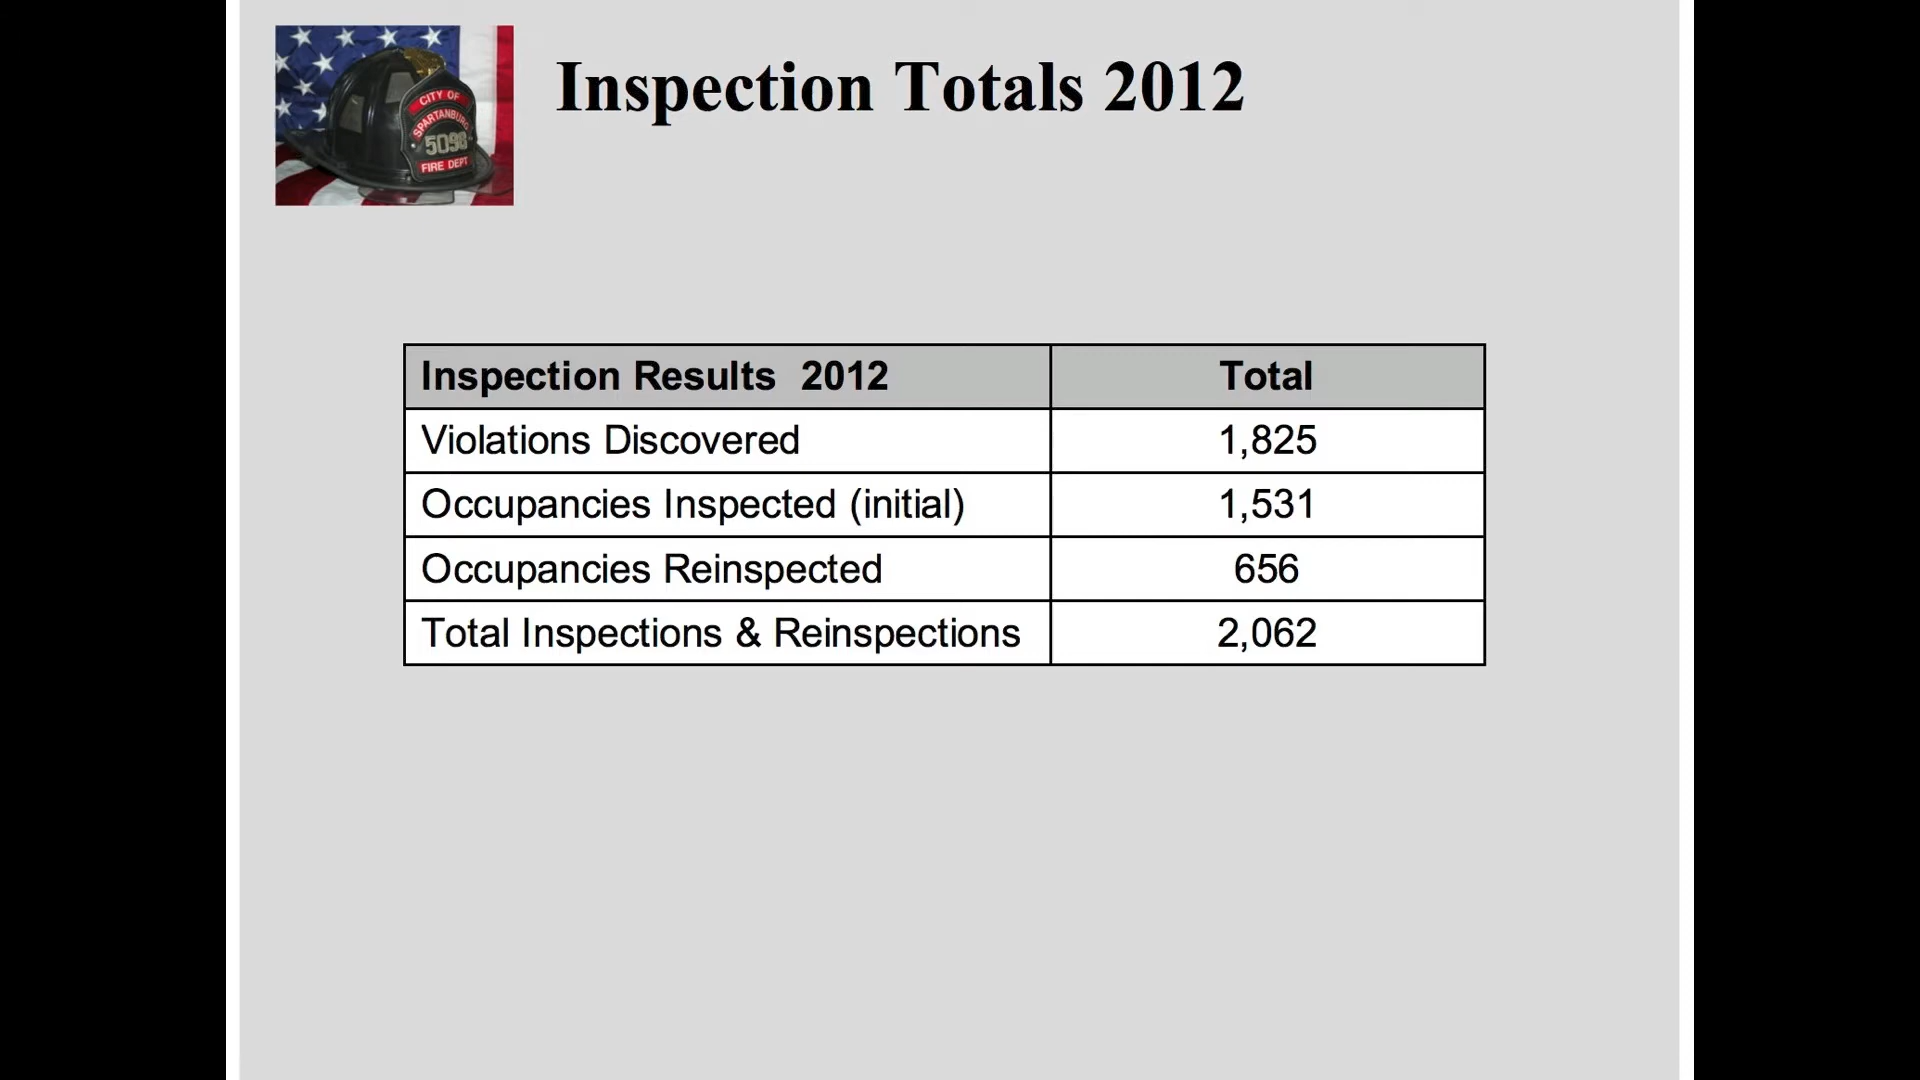 CITY OF
SPARTANBURG
5098
FIRE DEPT
Inspection Totals 2012
Inspection Results 2012 Total
Violations Discovered 1,825
Occupancies Inspected (initial) 1,531
Occupancies Reinspected 656
Total Inspections & Reinspections 2,062